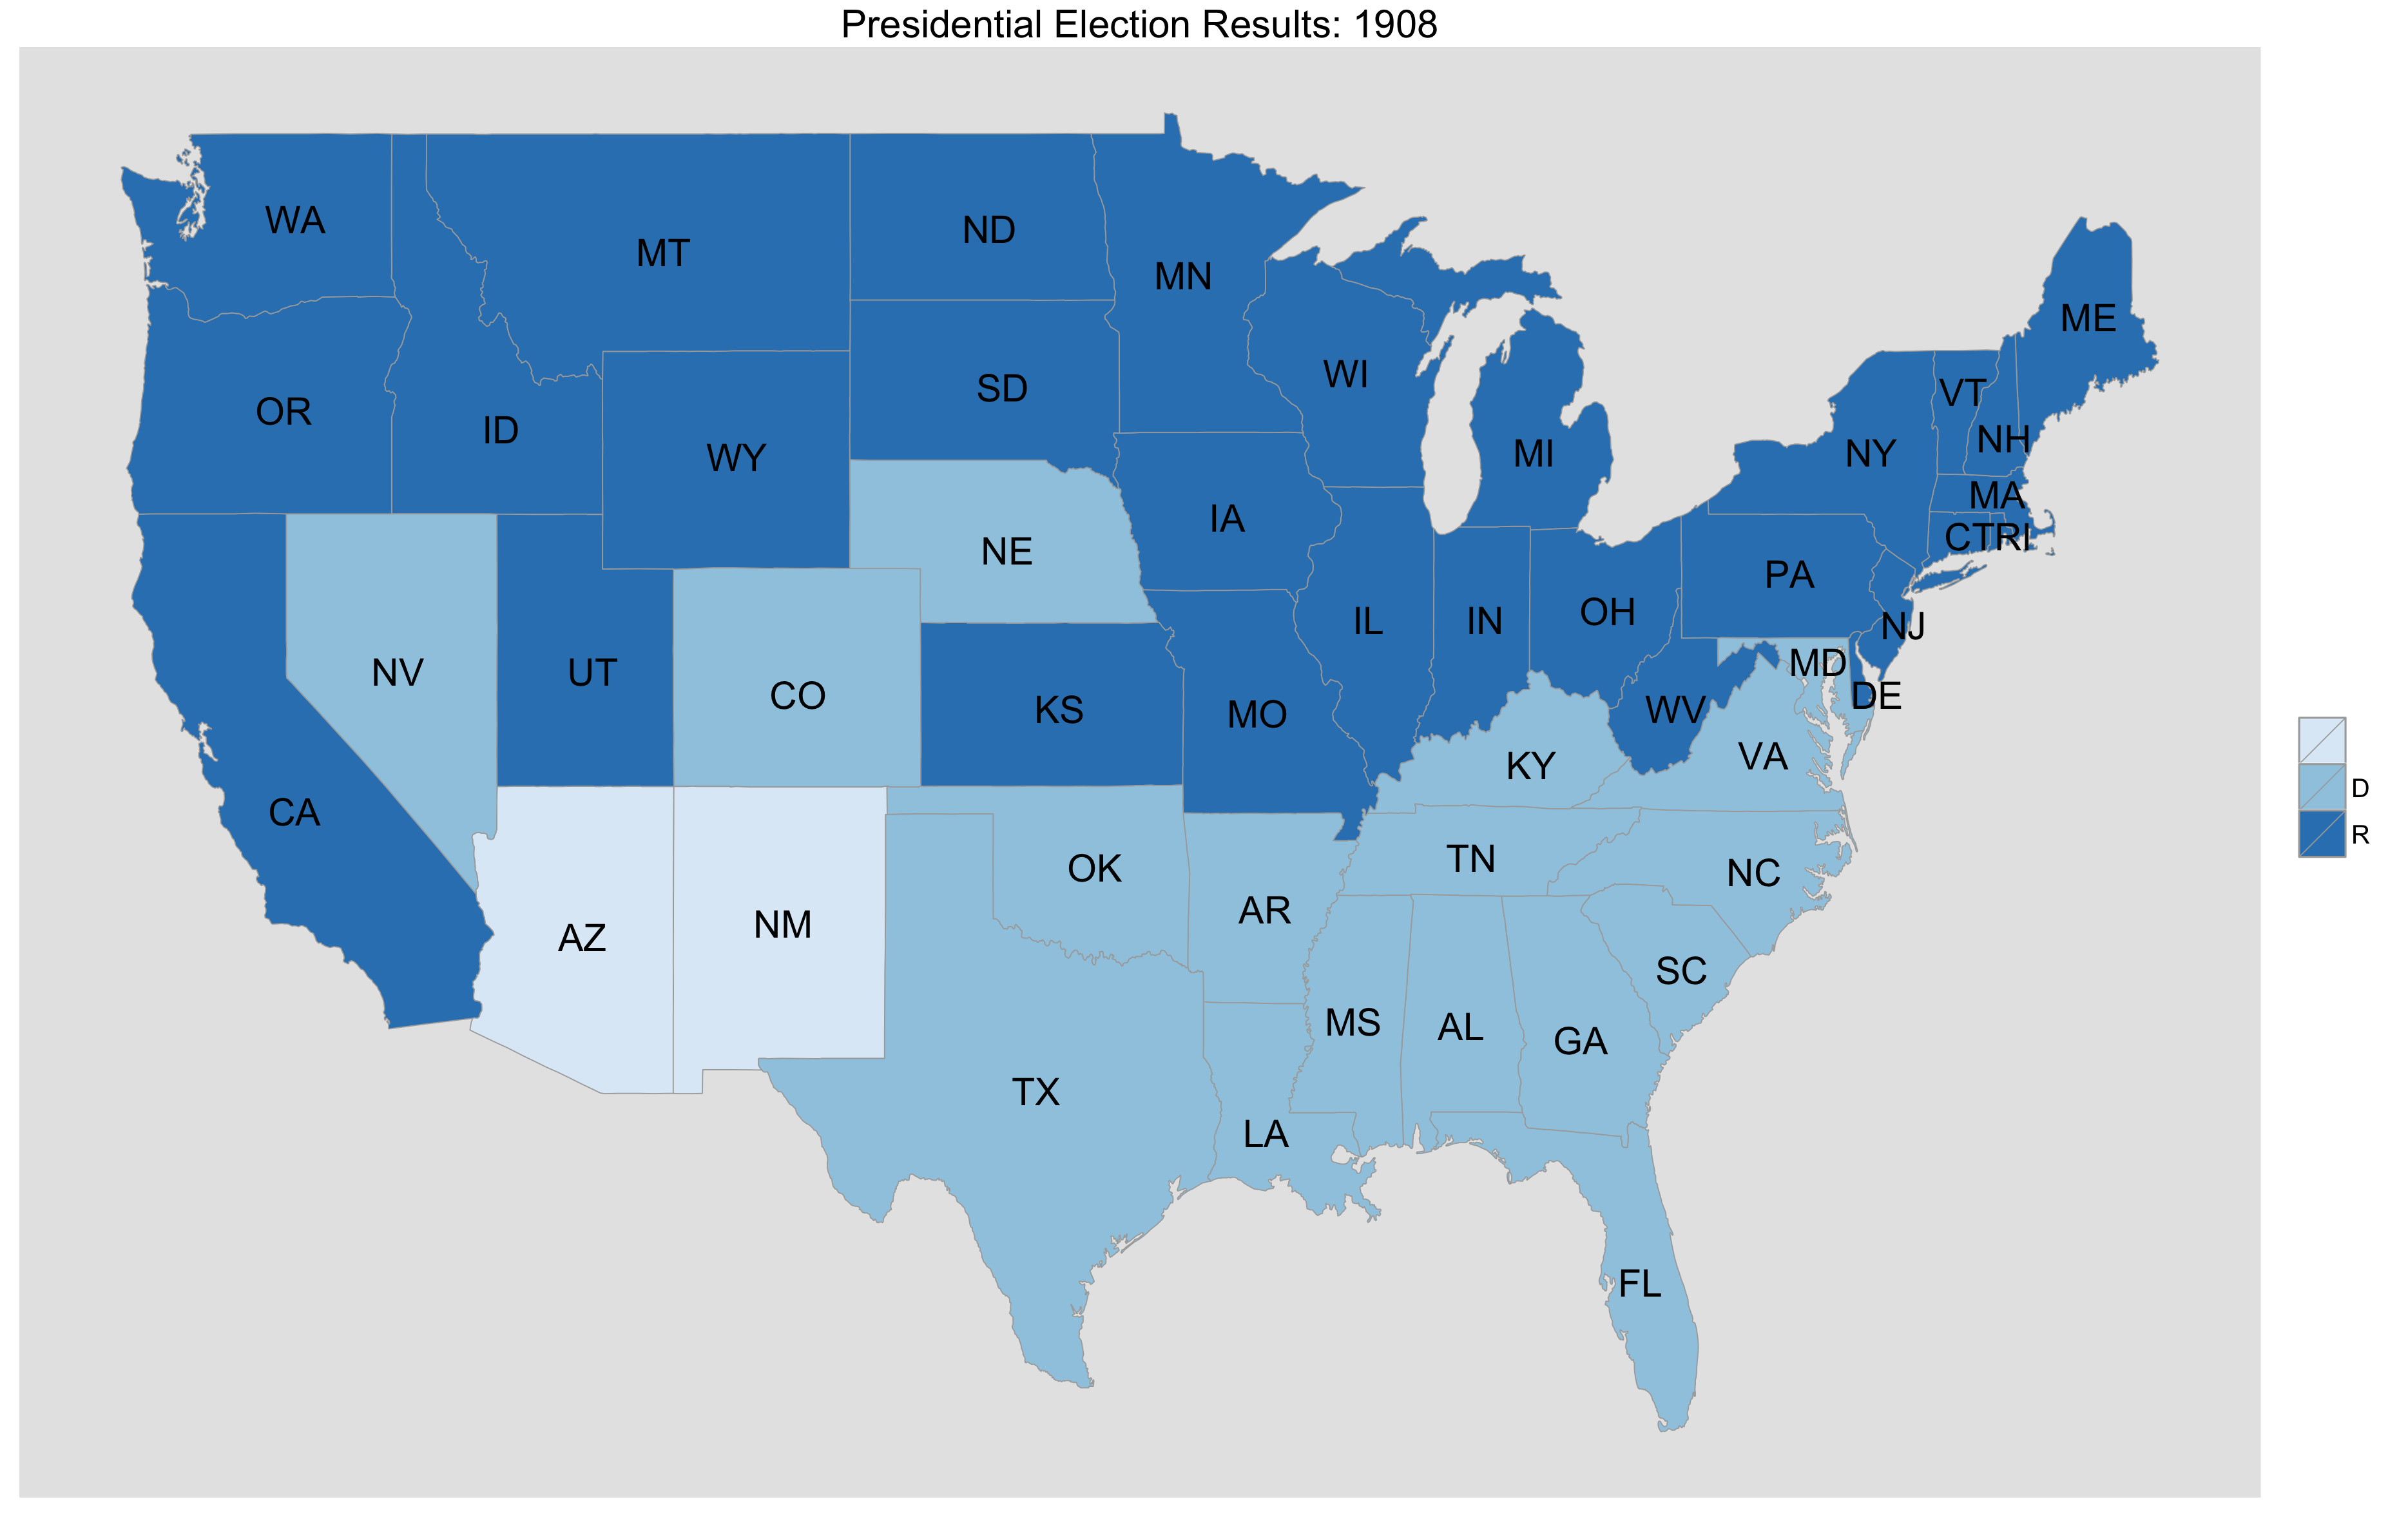 Presidential Election Results: 1908
WA
MT
ND
MN
ME
OR
ID
WY
SD
WI
MI
NY
VT
NH
MA
CT
RI
NE
IA
PA
NJ
NV
UT
CO
KS
MO
IL
IN
OH
WV
MD
DE
VA
KY
CA
AZ
NM
OK
AR
TN
NC
SC
MS
AL
GA
TX
LA
FL
D
R